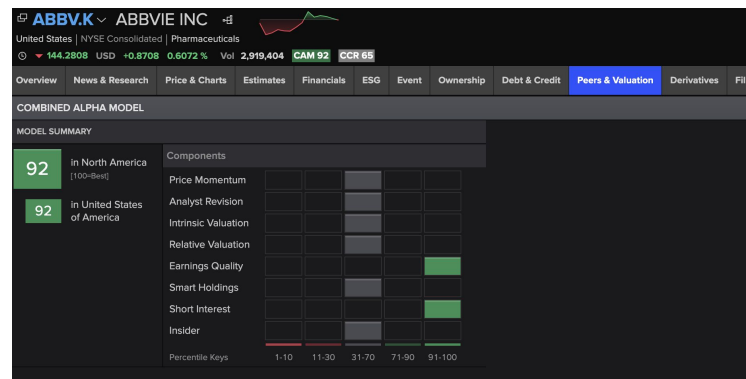 ABBV.K ABBVIE INC
United States | NYSE Consolidated | Pharmaceuticals
144.2808 USD +0.8708 0.6072 % Vol 2,919,404 CAM 92 CCR 65
Overview News & Research Price & Charts Estimates Financials ESG Event Ownership Debt & Credit Peers & Valuation Derivatives Fil
COMBINED ALPHA MODEL
MODEL SUMMARY
92 in North America
[100=Best]
92 in United States
of America
Components
Price Momentum
Analyst Revision
Intrinsic Valuation
Relative Valuation
Earnings Quality
Smart Holdings
Short Interest
Insider
Percentile Keys 1-10 11-30 31-70 71-90 91-100